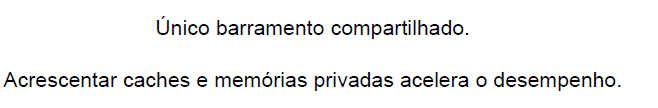 Único barramento compartilhado.
Acrescentar caches e memórias privadas acelera o desempenho.